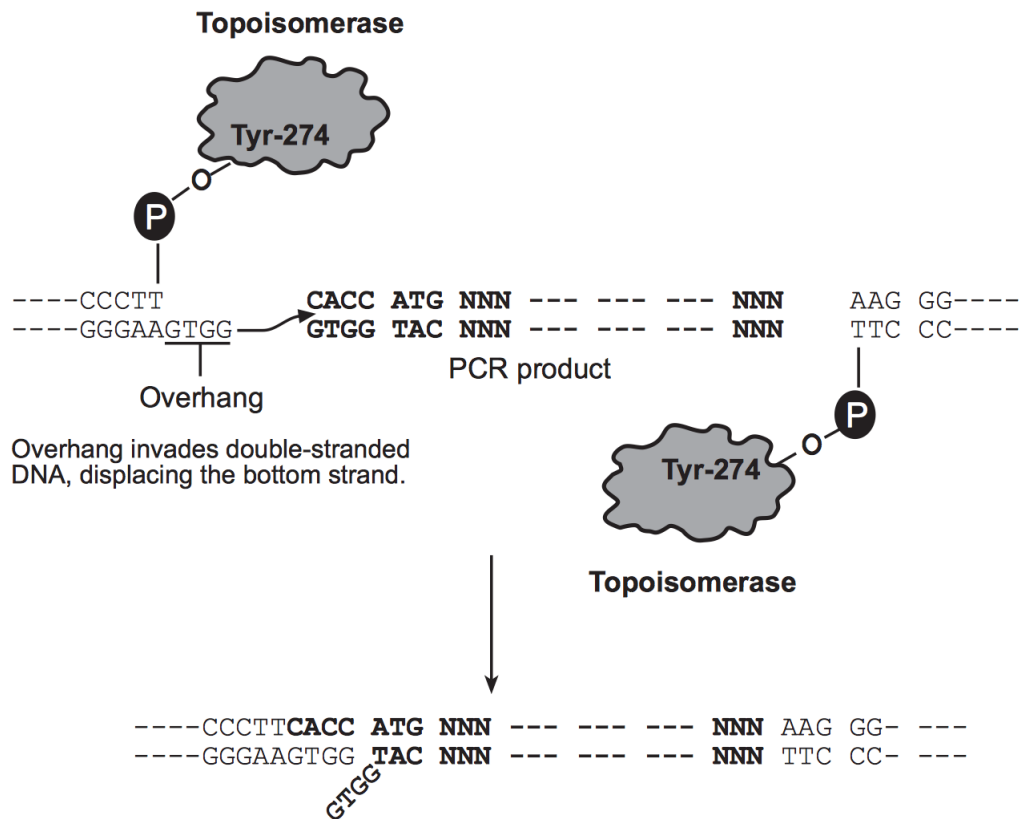 Topoisomerase
Tyr-274
O
P
----CCCTT CACC ATG NNN --- --- --- NNN AAG GG----
----GGGAAGTGG GTGG TAC NNN --- --- --- NNN TTC CC----
PCR product
Overhang
P
O
Overhang invades double-stranded
DNA, displacing the bottom strand.
Tyr-274
Topoisomerase
----CCCTTCACC ATG NNN --- --- --- NNN AAG GG- ---
----GGGAAGTGG TAC NNN --- --- --- NNN TTC CC- ---
GTGG